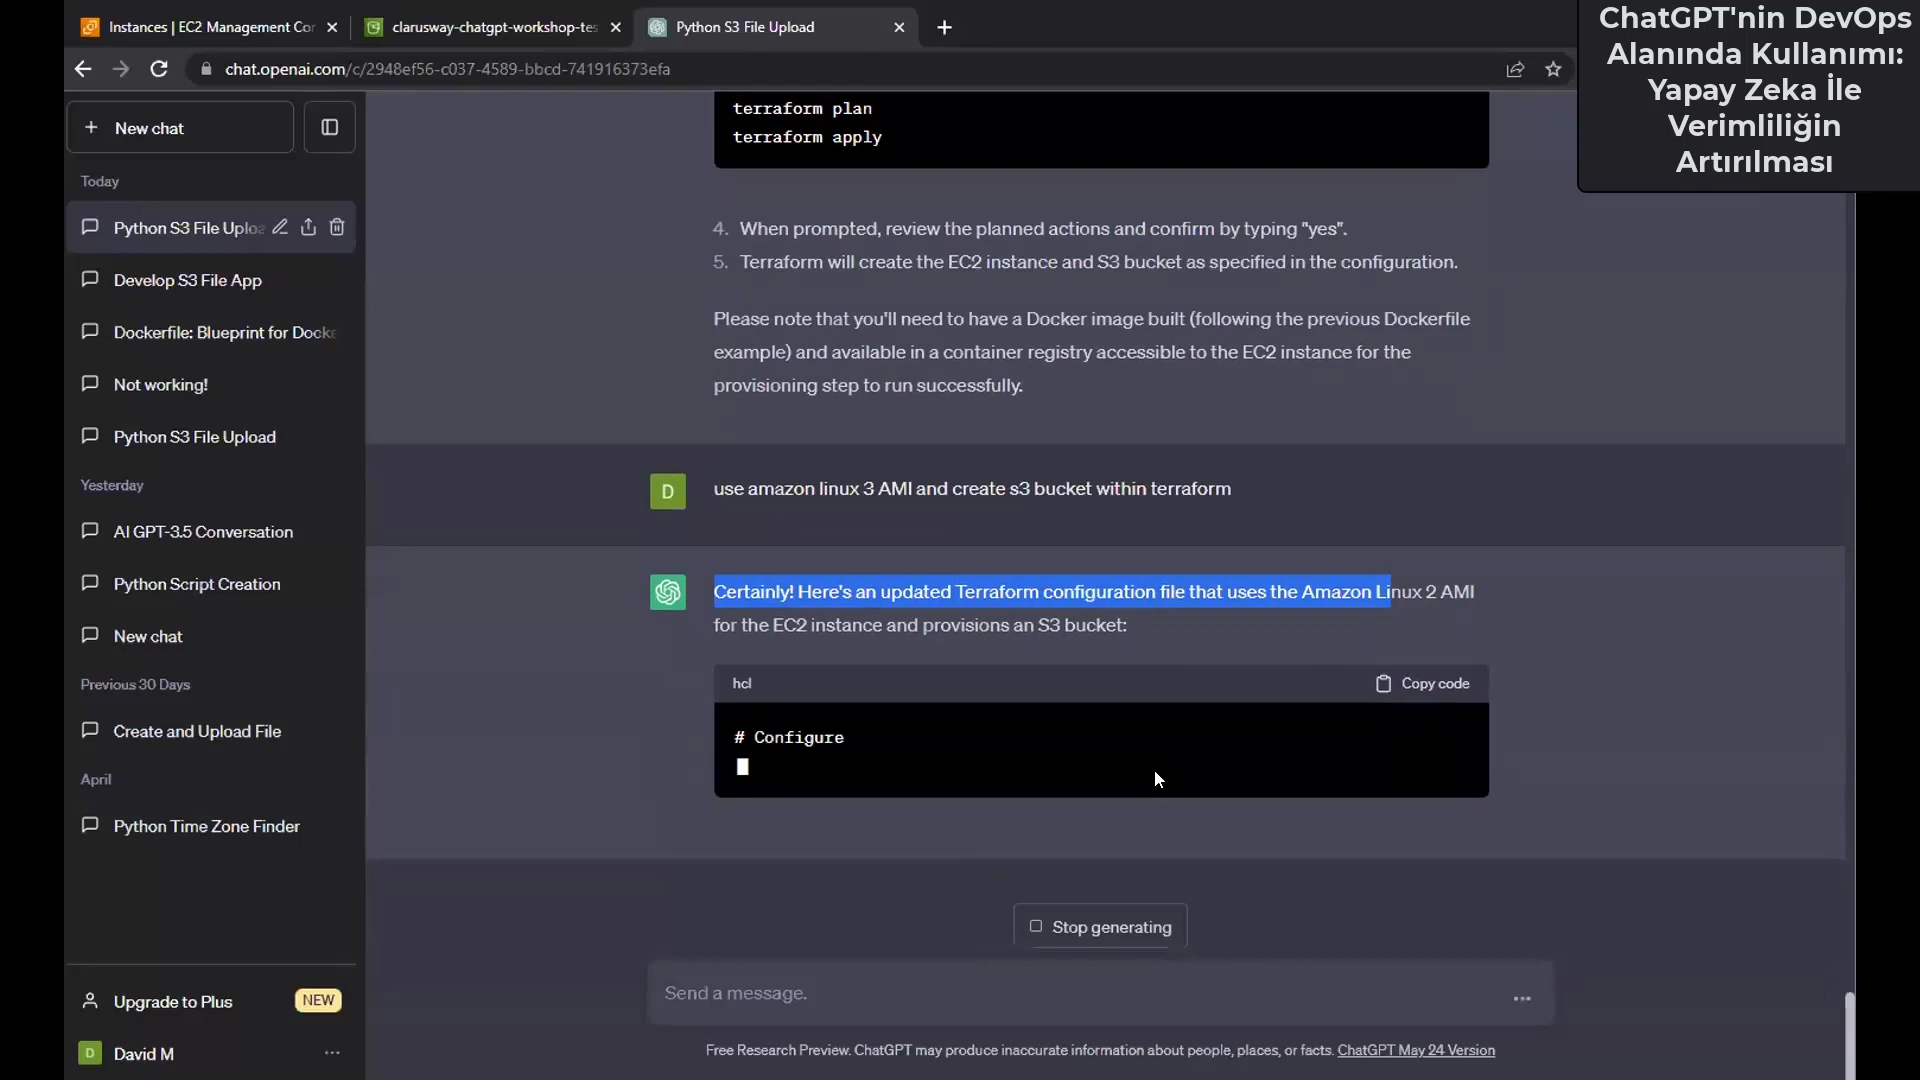 Instances | EC2 Management Cor
clarusway-chatgpt-workshop-tes
Python S3 File Upload
chat.openai.com/c/2948ef56-c037-4589-bbcd-741916373efa
ChatGPT'nin DevOps
Alanında Kullanımı:
Yapay Zeka İle
Verimliliğin
Artırılması
New chat
Today
Python S3 File Uploa
Develop S3 File App
Dockerfile: Blueprint for Docke
Not working!
Python S3 File Upload
Yesterday
AI GPT-3.5 Conversation
Python Script Creation
New chat
Previous 30 Days
Create and Upload File
April
Python Time Zone Finder
Upgrade to Plus
NEW
D
David M
terraform plan
terraform apply
4. When prompted, review the planned actions and confirm by typing "yes".
5. Terraform will create the EC2 instance and S3 bucket as specified in the configuration.
Please note that you'll need to have a Docker image built (following the previous Dockerfile
example) and available in a container registry accessible to the EC2 instance for the
provisioning step to run successfully.
D
use amazon linux 3 AMI and create s3 bucket within terraform
Certainly! Here's an updated Terraform configuration file that uses the Amazon Linux 2 AMI
for the EC2 instance and provisions an S3 bucket:
hcl
Copy code
# Configure
Stop generating
Send a message.
Free Research Preview. ChatGPT may produce inaccurate information about people, places, or facts. ChatGPT May 24 Version